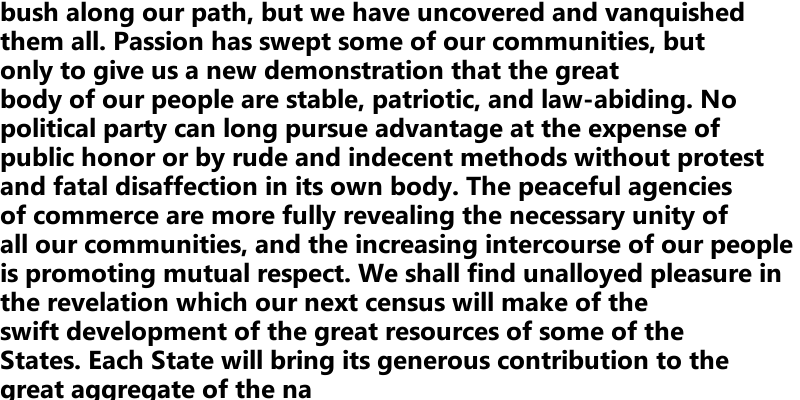 bush along our path, but we have uncovered and vanquished
them all. Passion has swept some of our communities, but
only to give us a new demonstration that the great
body of our people are stable, patriotic, and law-abiding. No
political party can long pursue advantage at the expense of
public honor or by rude and indecent methods without protest
and fatal disaffection in its own body. The peaceful agencies
of commerce are more fully revealing the necessary unity of
all our communities, and the increasing intercourse of our people
is promoting mutual respect. We shall find unalloyed pleasure in
the revelation which our next census will make of the
swift development of the great resources of some of the
States. Each State will bring its generous contribution to the
great aggregate of the na